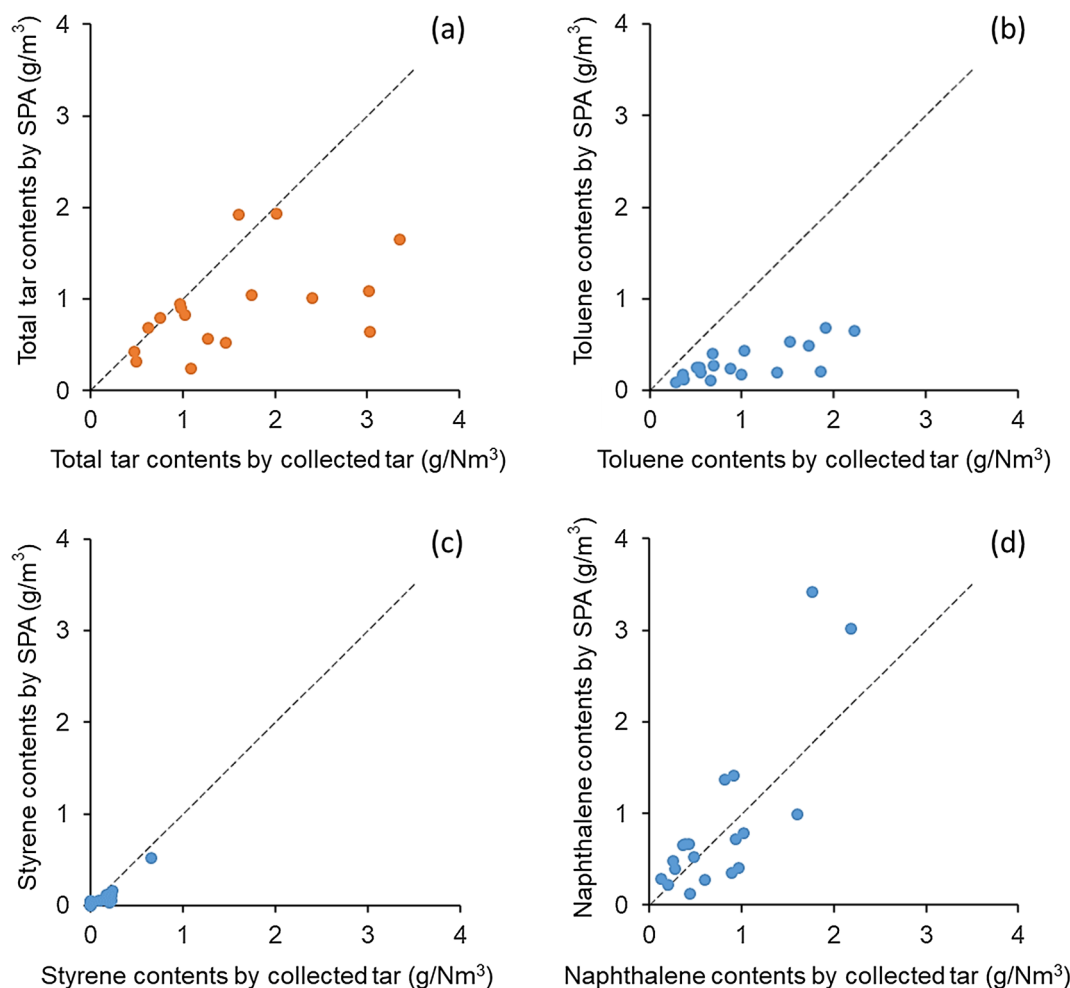 (a)
Total tar contents by SPA (g/m³)
4
3
2
1
0
0 1 2 3 4
Total tar contents by collected tar (g/Nm³)
(b)
Toluene contents by SPA (g/m³)
4
3
2
1
0
0 1 2 3 4
Toluene contents by collected tar (g/Nm³)
(c)
Styrene contents by SPA (g/m³)
4
3
2
1
0
0 1 2 3 4
Styrene contents by collected tar (g/Nm³)
(d)
Naphthalene contents by SPA (g/m³)
4
3
2
1
0
0 1 2 3 4
Naphthalene contents by collected tar (g/Nm³)